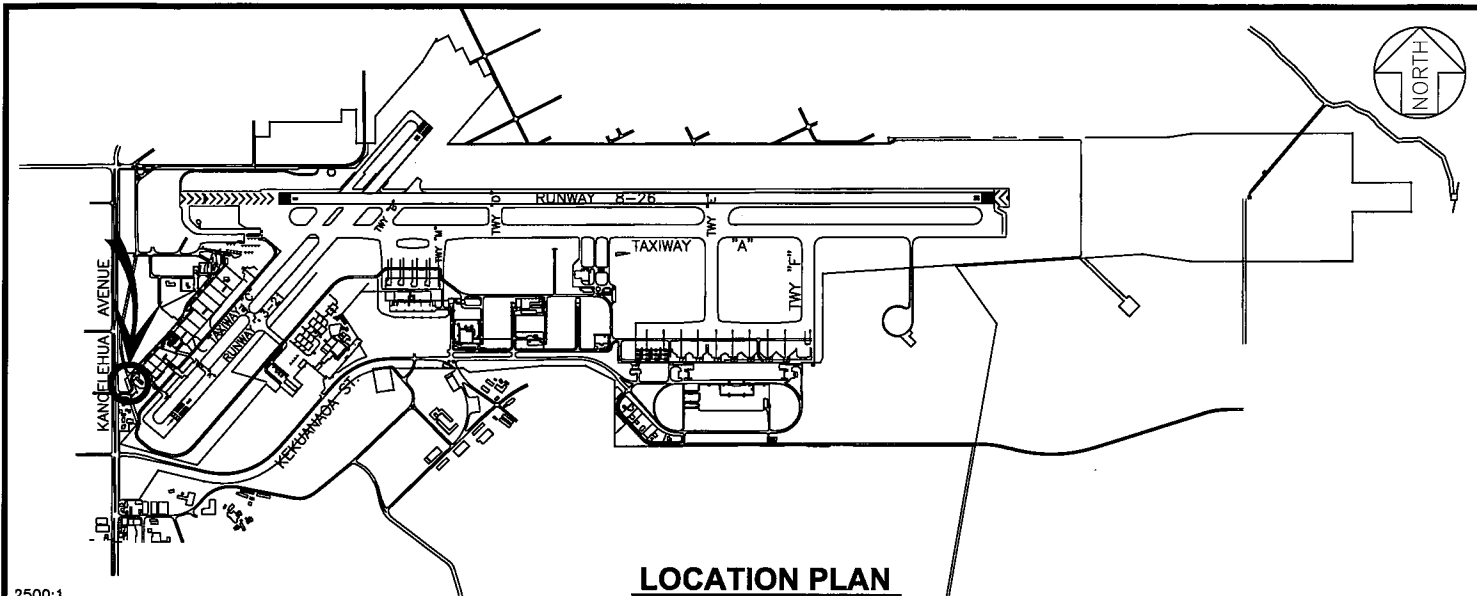 NORTH
RUNWAY 8-26
TWY "B"
TWY "D"
TWY "E"
TWY "M"
TAXIWAY "A"
TWY "F"
KANOELEHUA AVENUE
TAXIWAY "C"
RUNWAY 3-21
KEKUANAOA ST.
LOCATION PLAN
2500:1